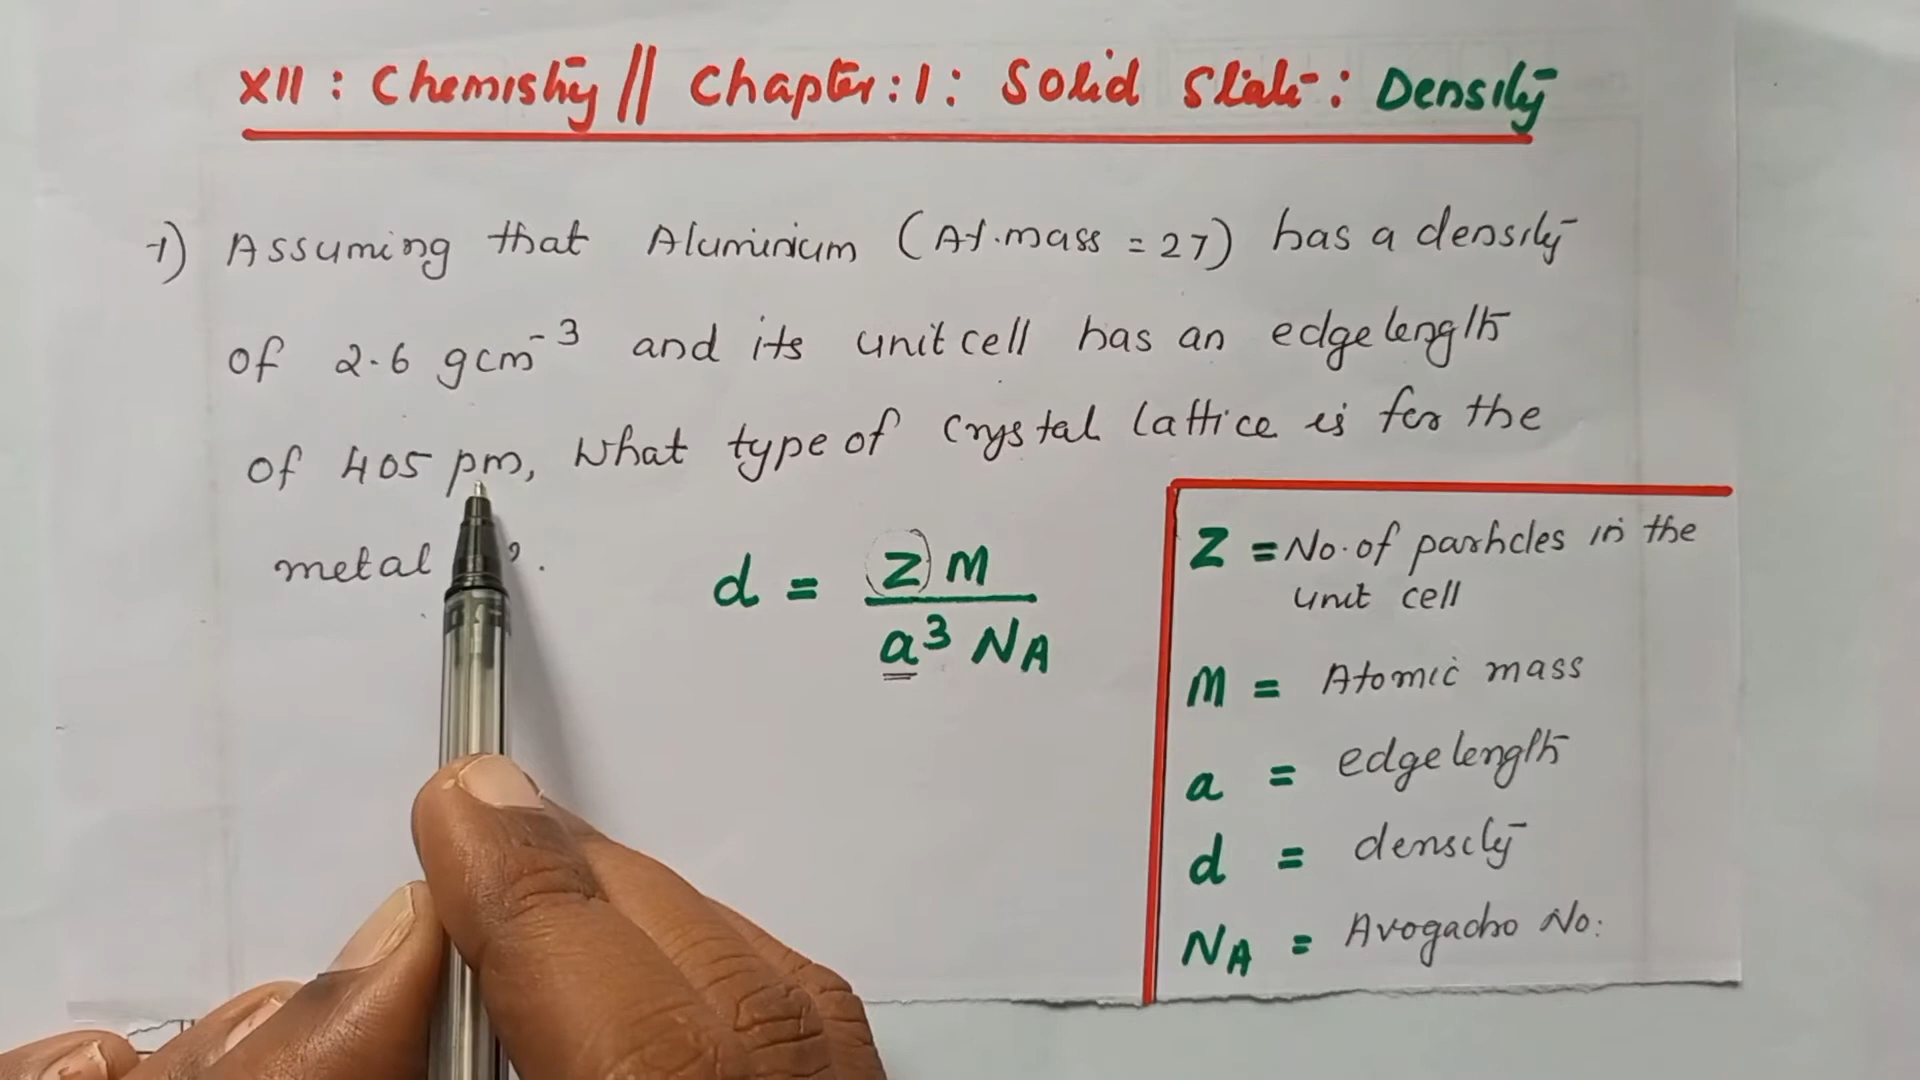 XII : Chemistry || Chapter : 1 : Solid State : Density
1) Assuming that Aluminium (At.mass = 27) has a density
of 2.6 gcm⁻³ and its unit cell has an edge length
of 405 pm, What type of Crystal lattice is for the
metal ?.
d = Z M / a³ NA
Z = No. of particles in the
unit cell
M = Atomic mass
a = edge length
d = density
NA = Avogadro No: